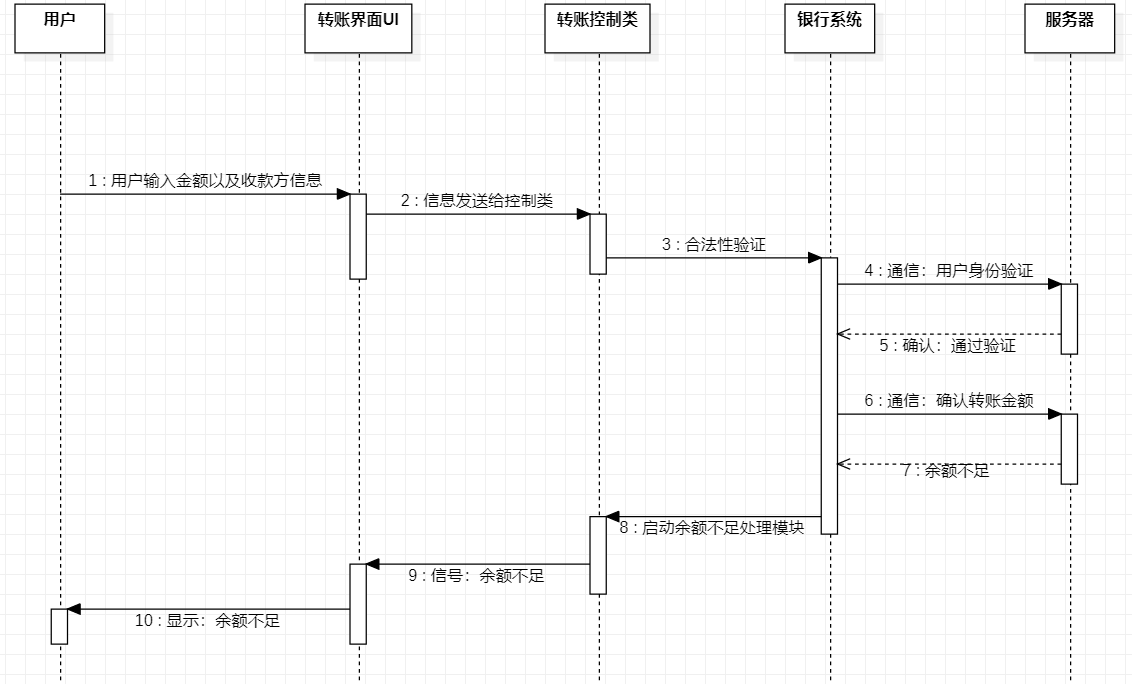 用户
转账界面UI
转账控制类
银行系统
服务器
1 : 用户输入金额以及收款方信息
2 : 信息发送给控制类
3 : 合法性验证
4 : 通信：用户身份验证
5 : 确认：通过验证
6 : 通信：确认转账金额
7 : 余额不足
8 : 启动余额不足处理模块
9 : 信号：余额不足
10 : 显示：余额不足